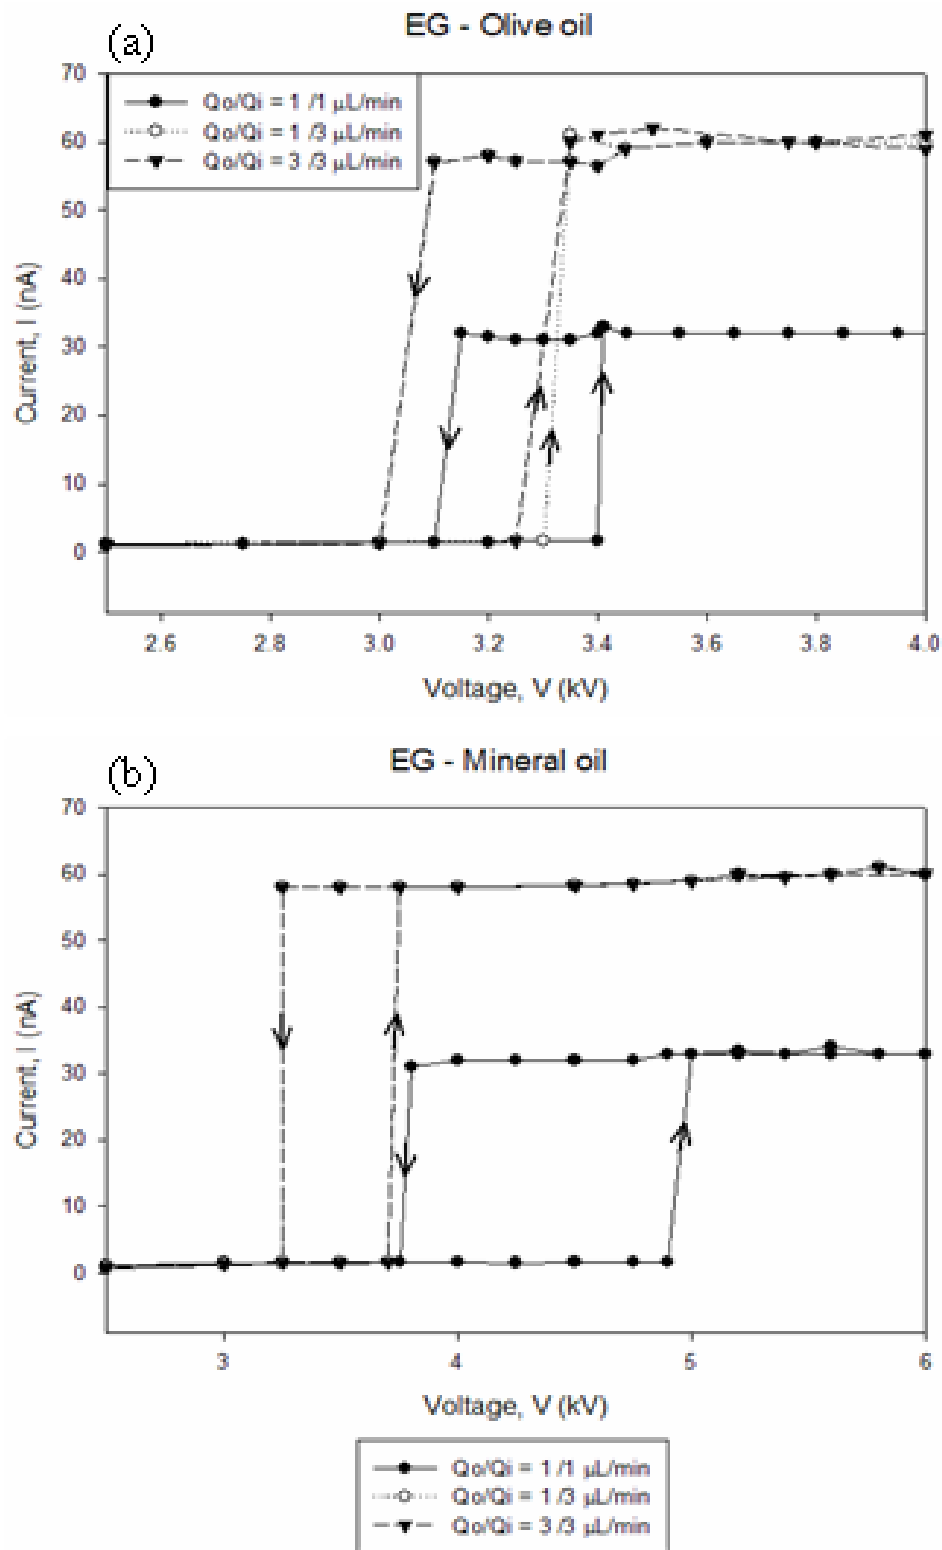 (a)
EG - Olive oil
Qo/Qi = 1 /1 μL/min
Qo/Qi = 1 /3 μL/min
Qo/Qi = 3 /3 μL/min
70
60
50
40
30
20
10
0
Current, I (nA)
2.6 2.8 3.0 3.2 3.4 3.6 3.8 4.0
Voltage, V (kV)
(b)
EG - Mineral oil
70
60
50
40
30
20
10
0
Current, I (nA)
3 4 5 6
Voltage, V (kV)
Qo/Qi = 1 /1 μL/min
Qo/Qi = 1 /3 μL/min
Qo/Qi = 3 /3 μL/min